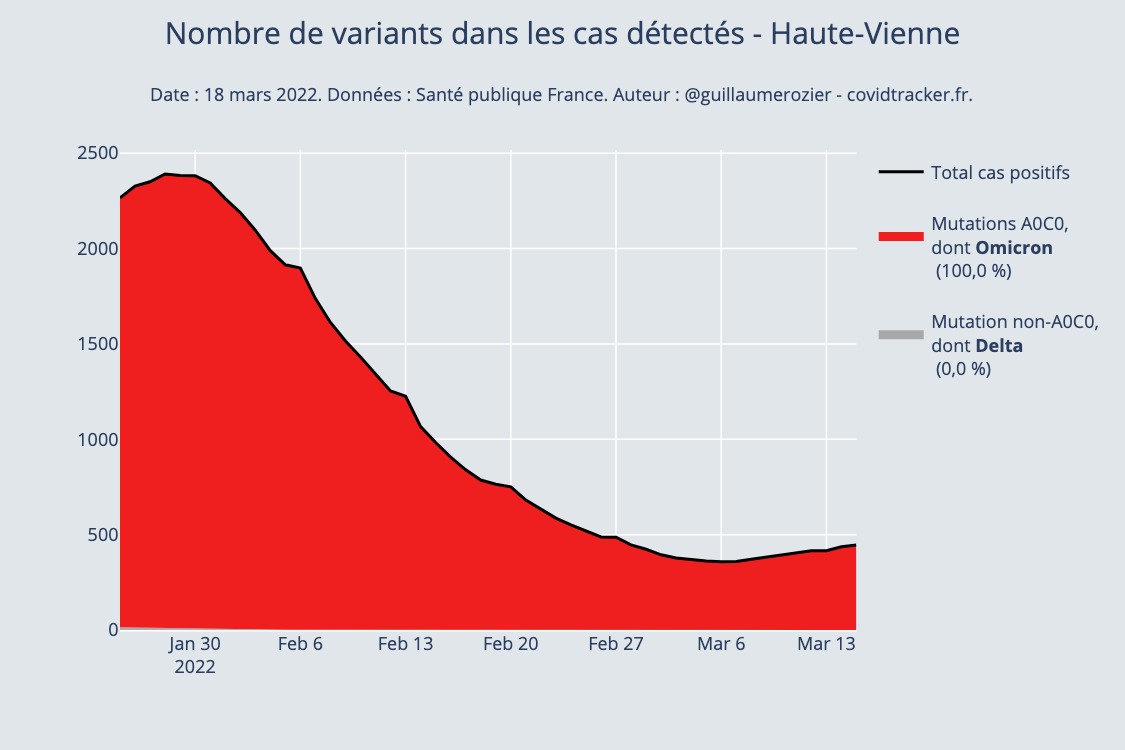 Nombre de variants dans les cas détectés - Haute-Vienne
Date : 18 mars 2022. Données : Santé publique France. Auteur : @guillaumerozier - covidtracker.fr.
2500
2000
1500
1000
500
0
Jan 30
2022
Feb 6
Feb 13
Feb 20
Feb 27
Mar 6
Mar 13
Total cas positifs
Mutations A0C0,
dont Omicron
(100,0 %)
Mutation non-A0C0,
dont Delta
(0,0 %)